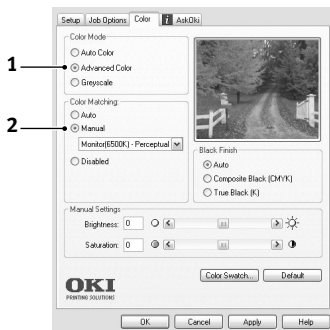 Setup Job Options Color i AskOki
Color Mode
Auto Color
1
Advanced Color
Greyscale
Color Matching:
Auto
2
Manual
Monitor(6500K) - Perceptual
Disabled
Black Finish
Auto
Composite Black (CMYK)
True Black (K)
Manual Settings
Brightness: 0
Saturation: 0
OKI
PRINTING SOLUTIONS
Color Swatch... Default
OK Cancel Apply Help